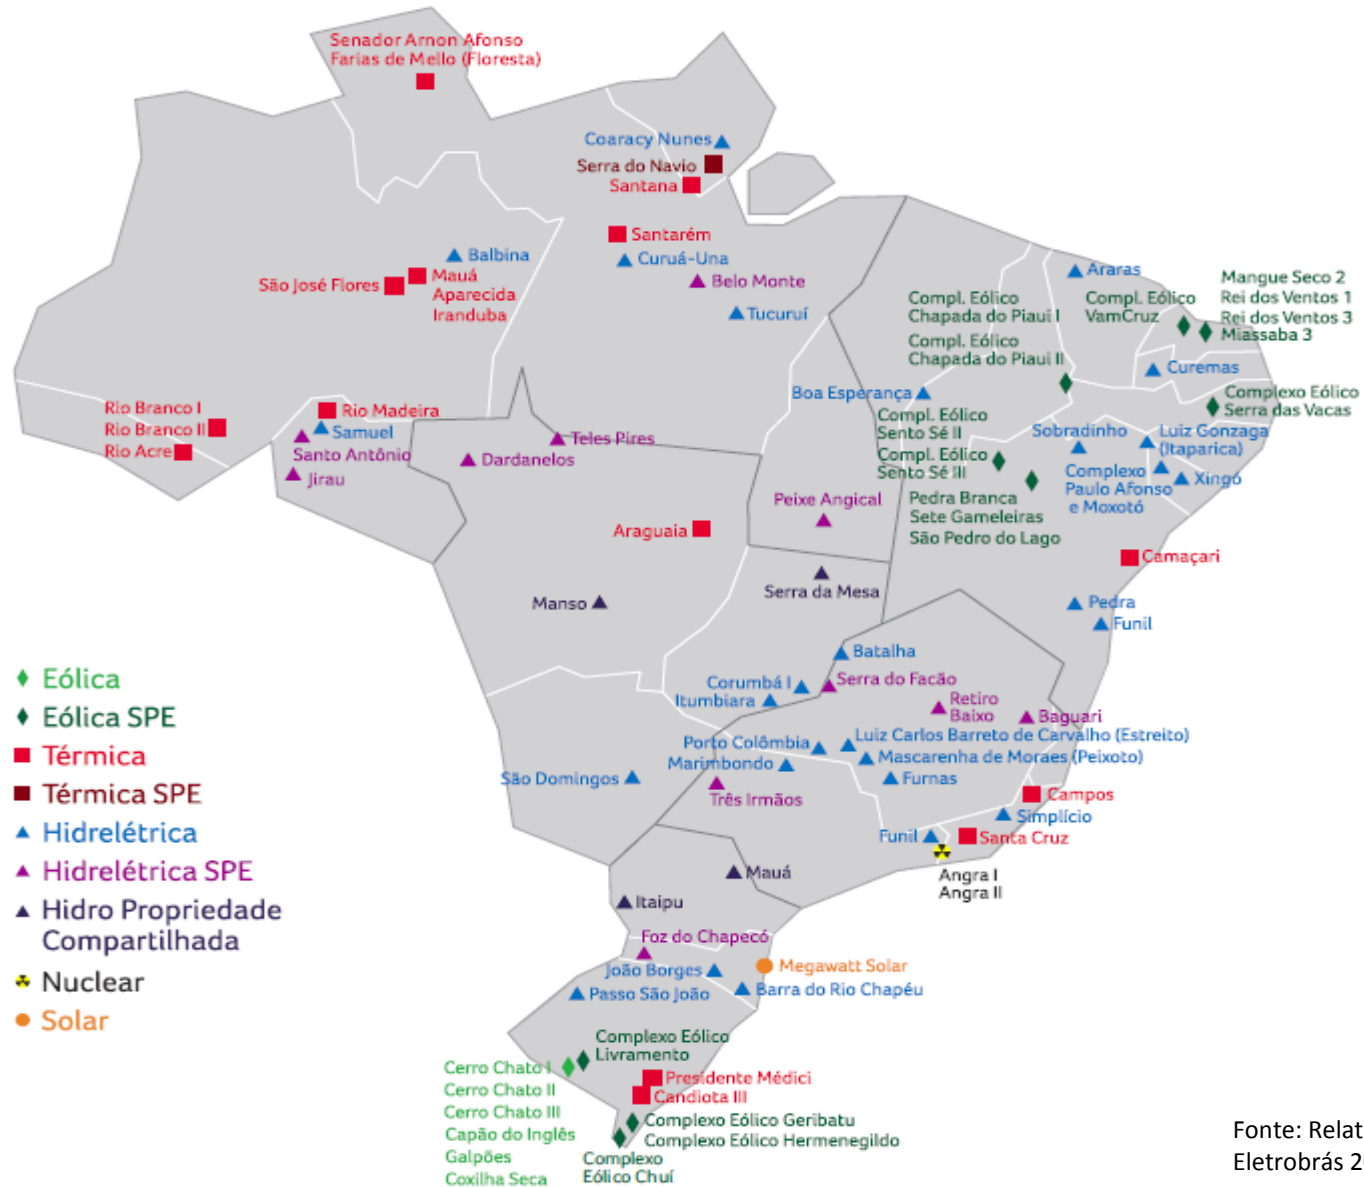 Senador Arnon Afonso
Farias de Mello (Floresta)
Coaracy Nunes
Serra do Navio
Santana
Santarém
Curuá-Una
Belo Monte
Tucuruí
Balbina
São José Flores
Mauá
Aparecida
Iranduba
Araras
Mangue Seco 2
Rei dos Ventos 1
Rei dos Ventos 3
Miassaba 3
Compl. Eólico
VamCruz
Compl. Eólico
Chapada do Piaui I
Compl. Eólico
Chapada do Piaui II
Curemas
Complexo Eólico
Serra das Vacas
Boa Esperança
Compl. Eólico
Sento Sé II
Compl. Eólico
Sento Sé III
Sobradinho
Luiz Gonzaga
(Itaparica)
Complexo
Paulo Afonso
e Moxotó
Xingó
Pedra Branca
Sete Gameleiras
São Pedro do Lago
Rio Branco I
Rio Branco II
Rio Acre
Rio Madeira
Samuel
Santo Antônio
Jirau
Teles Pires
Dardanelos
Peixe Angical
Araguaia
Camaçari
Serra da Mesa
Manso
Pedra
Funil
Batalha
Serra do Facão
Corumbá I
Itumbiara
Retiro
Baixo
Baguari
Luiz Carlos Barreto de Carvalho (Estreito)
Porto Colômbia
Mascarenha de Moraes (Peixoto)
Marimbondo
Furnas
São Domingos
Três Irmãos
Campos
Simplício
Funil
Santa Cruz
Angra I
Angra II
Mauá
Itaipu
Foz do Chapecó
João Borges
Megawatt Solar
Passo São João
Barra do Rio Chapéu
Complexo Eólico
Livramento
Cerro Chato I
Cerro Chato II
Cerro Chato III
Capão do Inglês
Galpões
Coxilha Seca
Presidente Médici
Candiota III
Complexo Eólico Geribatu
Complexo Eólico Hermenegildo
Complexo
Eólico Chuí
Eólica
Eólica SPE
Térmica
Térmica SPE
Hidrelétrica
Hidrelétrica SPE
Hidro Propriedade
Compartilhada
Nuclear
Solar
Fonte: Relat
Eletrobrás 2